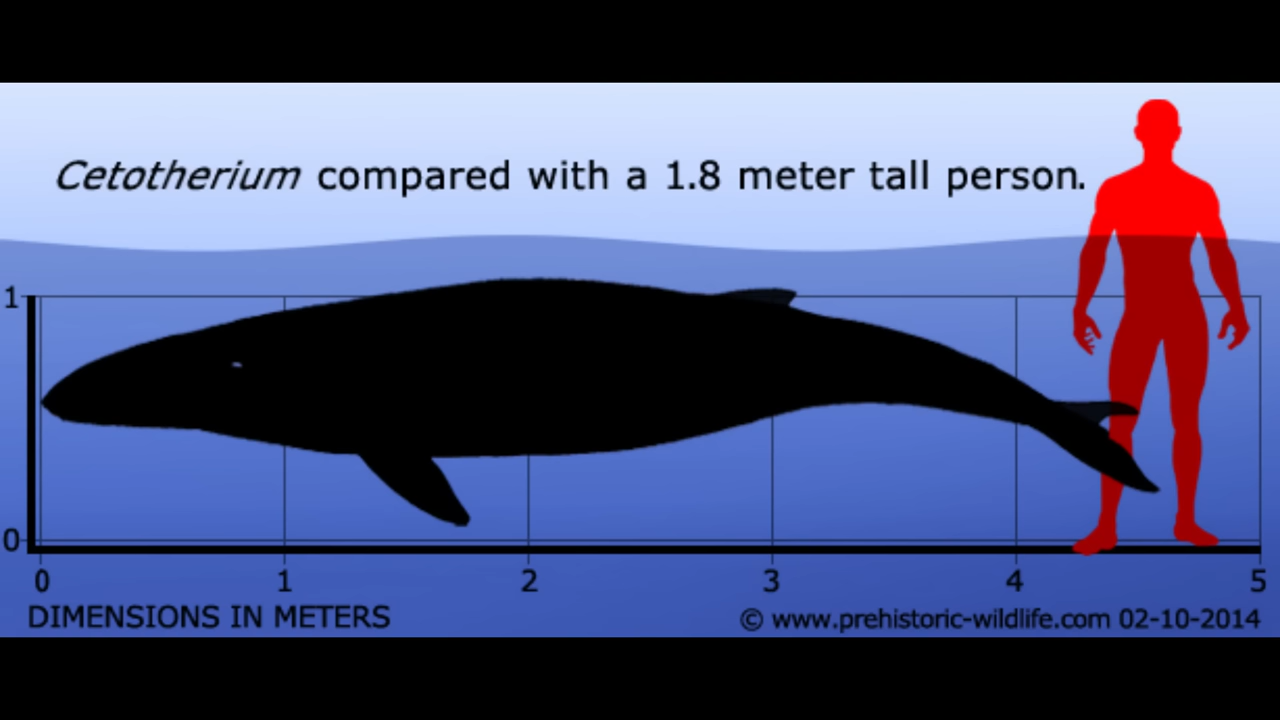 Cetotherium compared with a 1.8 meter tall person.
1
0
0 1 2 3 4 5
DIMENSIONS IN METERS © www.prehistoric-wildlife.com 02-10-2014